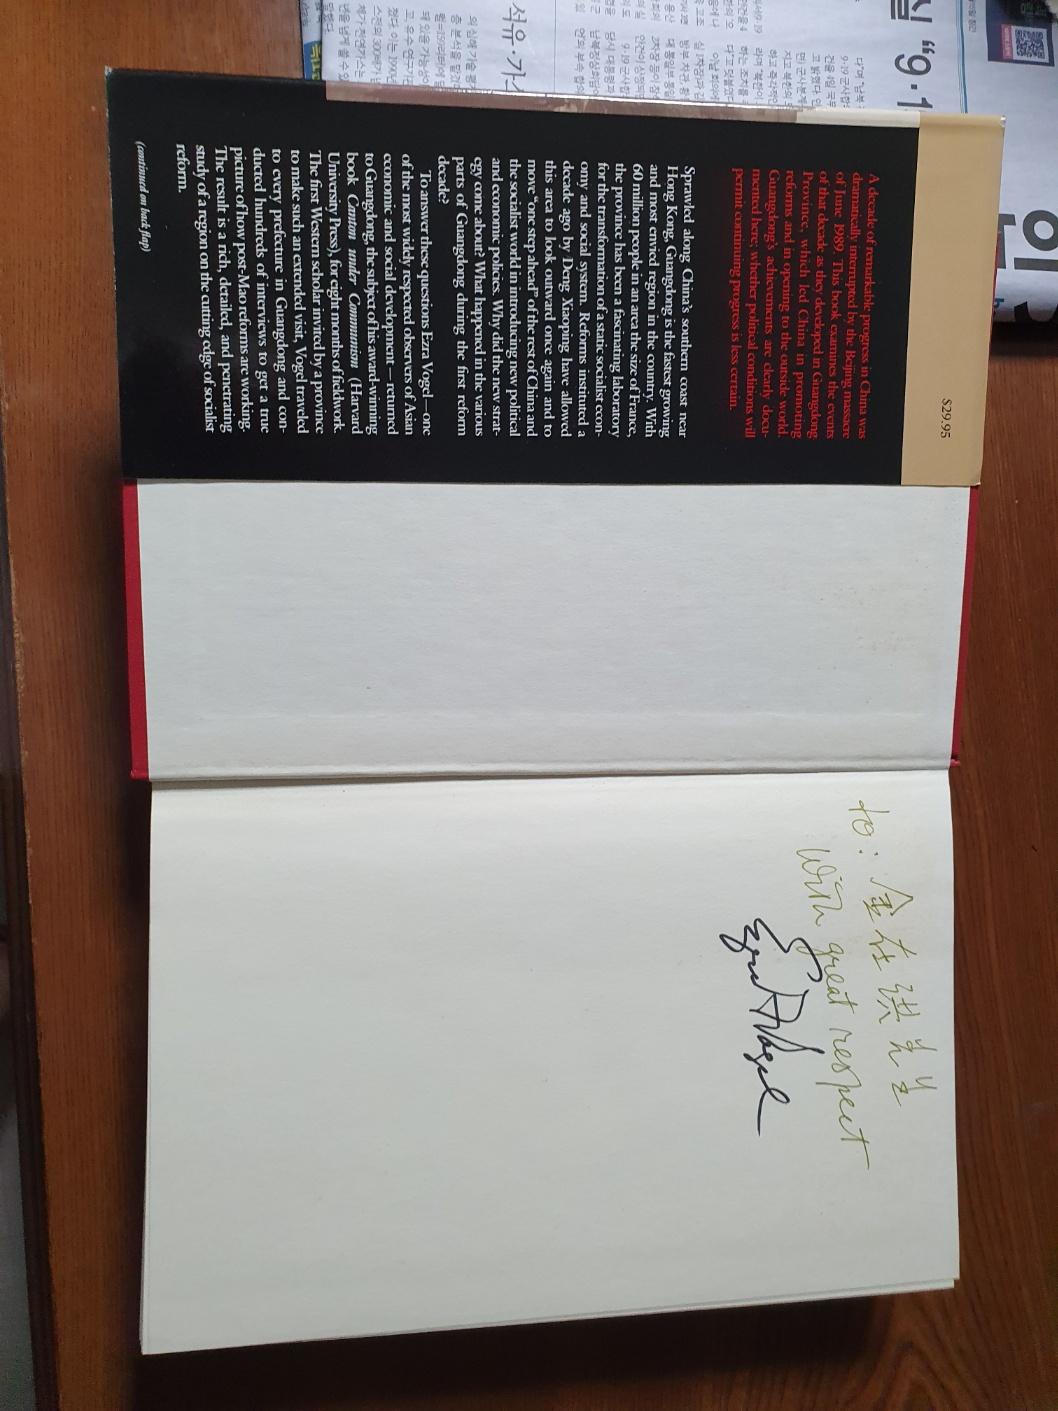 $29.95
A decade of remarkable progress in China was
dramatically interrupted by the Beijing massacre
of June 1989. This book examines the events
of that decade as they developed in Guangdong
Province, which led China in promoting
reforms and in opening to the outside world.
Guangdong's achievements are clearly docu-
mented here; whether political conditions will
permit continuing progress is less certain.
Sprawled along China's southern coast near
Hong Kong, Guangdong is the fastest growing
and most envied region in the country. With
60 million people in an area the size of France,
the province has been a fascinating laboratory
for the transformation of a static socialist con-
omy and social system. Reforms instituted a
decade ago by Deng Xiaoping have allowed
this area to look outward once again and to
move "one step ahead" of the rest of China and
the socialist world in introducing new political
and economic policies. Why did the new strat-
egy come about? What happened in the various
parts of Guangdong during the first reform
decade?
To answer these questions Ezra Vogel—one
of the most widely respected observers of Asian
economic and social development—returned
to Guangdong, the subject of his award-winning
book Canton under Communism (Harvard
University Press), for eight months of fieldwork.
The first Western scholar invited by a province
to make such an extended visit, Vogel traveled
to every prefecture in Guangdong and con-
ducted hundreds of interviews to get a true
picture of how post-Mao reforms are working.
The result is a rich, detailed, and penetrating
study of a region on the cutting edge of socialist
reform.
(continued on back flap)
to: 金 洪先生
with great respect
Ezra F Vogel
석유·가스
"9.1